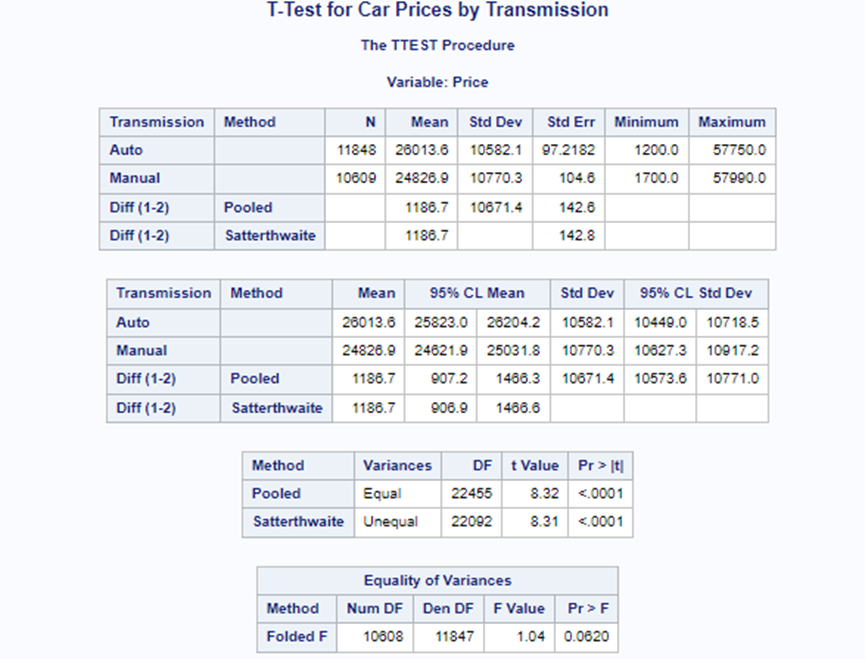 T-Test for Car Prices by Transmission
The TTEST Procedure
Variable: Price
Transmission Method N Mean Std Dev Std Err Minimum Maximum
Auto 11848 26013.6 10582.1 97.2182 1200.0 57750.0
Manual 10609 24826.9 10770.3 104.6 1700.0 57990.0
Diff (1-2) Pooled 1186.7 10671.4 142.6
Diff (1-2) Satterthwaite 1186.7 142.8
Transmission Method Mean 95% CL Mean Std Dev 95% CL Std Dev
Auto 26013.6 25823.0 26204.2 10582.1 10449.0 10718.5
Manual 24826.9 24621.9 25031.8 10770.3 10627.3 10917.2
Diff (1-2) Pooled 1186.7 907.2 1466.3 10671.4 10573.6 10771.0
Diff (1-2) Satterthwaite 1186.7 906.9 1466.6
Method Variances DF t Value Pr > |t|
Pooled Equal 22455 8.32 <.0001
Satterthwaite Unequal 22092 8.31 <.0001
Equality of Variances
Method Num DF Den DF F Value Pr > F
Folded F 10608 11847 1.04 0.0620